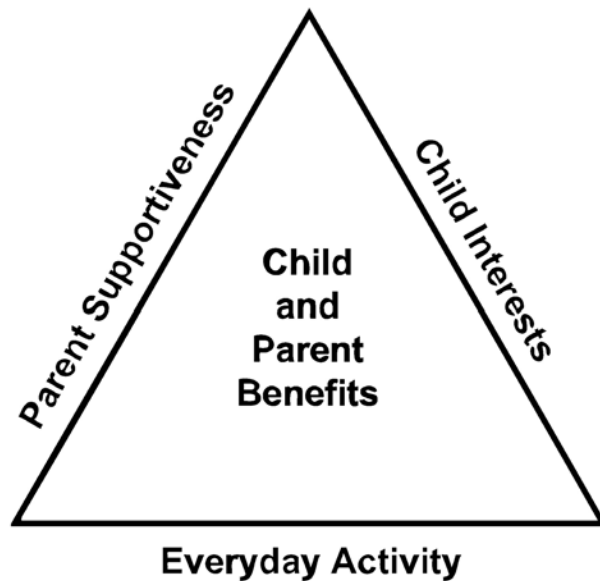 Parent Supportiveness
Child Interests
Child
and
Parent
Benefits
Everyday Activity